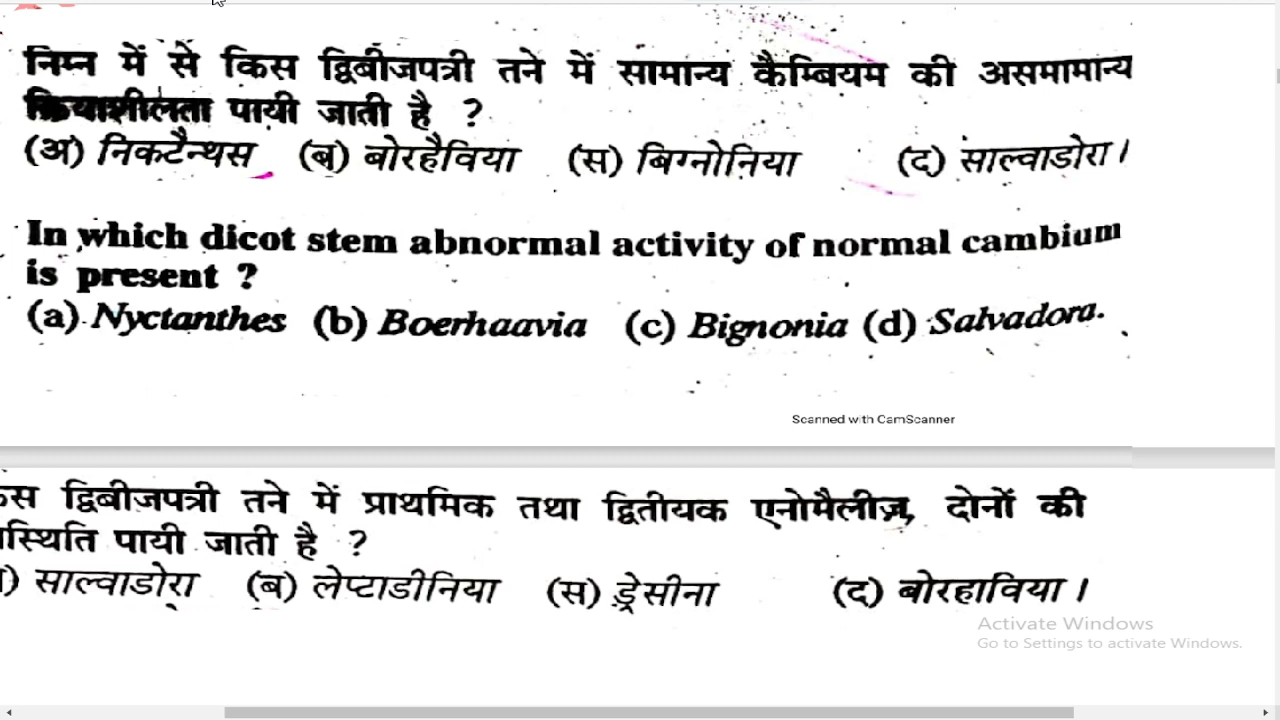 निम्न में से किस द्विबीजपत्री तने में सामान्य कैम्बियम की असमामान्य
क्रियाशीलता पायी जाती है ?
(अ) निकटैन्थस (ब) बोरहैविया (स) बिग्नोनिया (द) साल्वाडोरा।
In which dicot stem abnormal activity of normal cambium
is present ?
(a) Nyctanthes (b) Boerhaavia (c) Bignonia (d) Salvadora.
Scanned with CamScanner
द्विबीजपत्री तने में प्राथमिक तथा द्वितीयक एनोमैलीज़, दोनों की
पायी जाती है ?
साल्वाडोरा (ब) लेप्टाडीनिया (स) ड्रेसीना (द) बोरहाविया।
Activate Windows
Go to Settings to activate Windows.